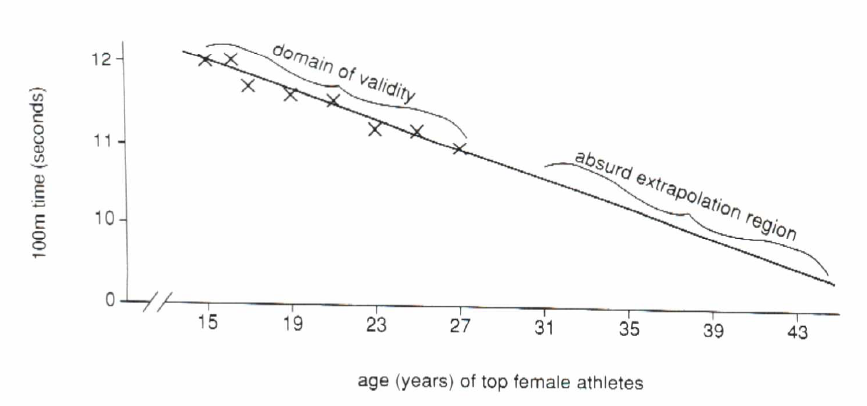 12
11
10
0
100m time (seconds)
domain of validity
absurd extrapolation region
15 19 23 27 31 35 39 43
age (years) of top female athletes